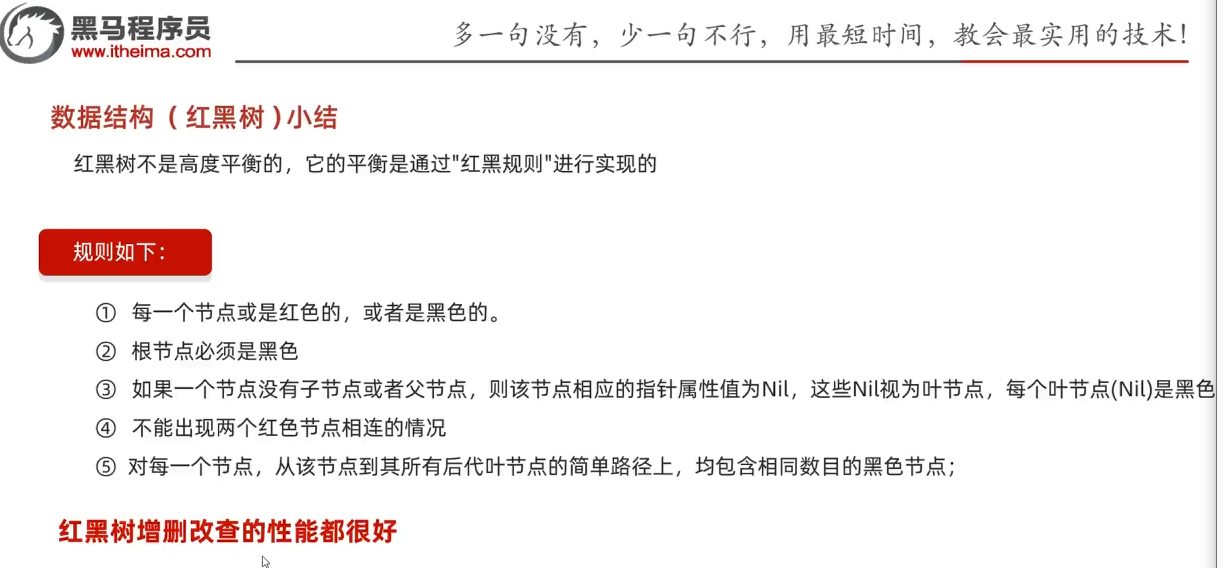 黑马程序员
www.itheima.com
多一句没有，少一句不行，用最短时间，教会最实用的技术！
数据结构（红黑树）小结
红黑树不是高度平衡的，它的平衡是通过"红黑规则"进行实现的
规则如下：
① 每一个节点或是红色的，或者是黑色的。
② 根节点必须是黑色
③ 如果一个节点没有子节点或者父节点，则该节点相应的指针属性值为Nil，这些Nil视为叶节点，每个叶节点(Nil)是黑色
④ 不能出现两个红色节点相连的情况
⑤ 对每一个节点，从该节点到其所有后代叶节点的简单路径上，均包含相同数目的黑色节点；
红黑树增删改查的性能都很好